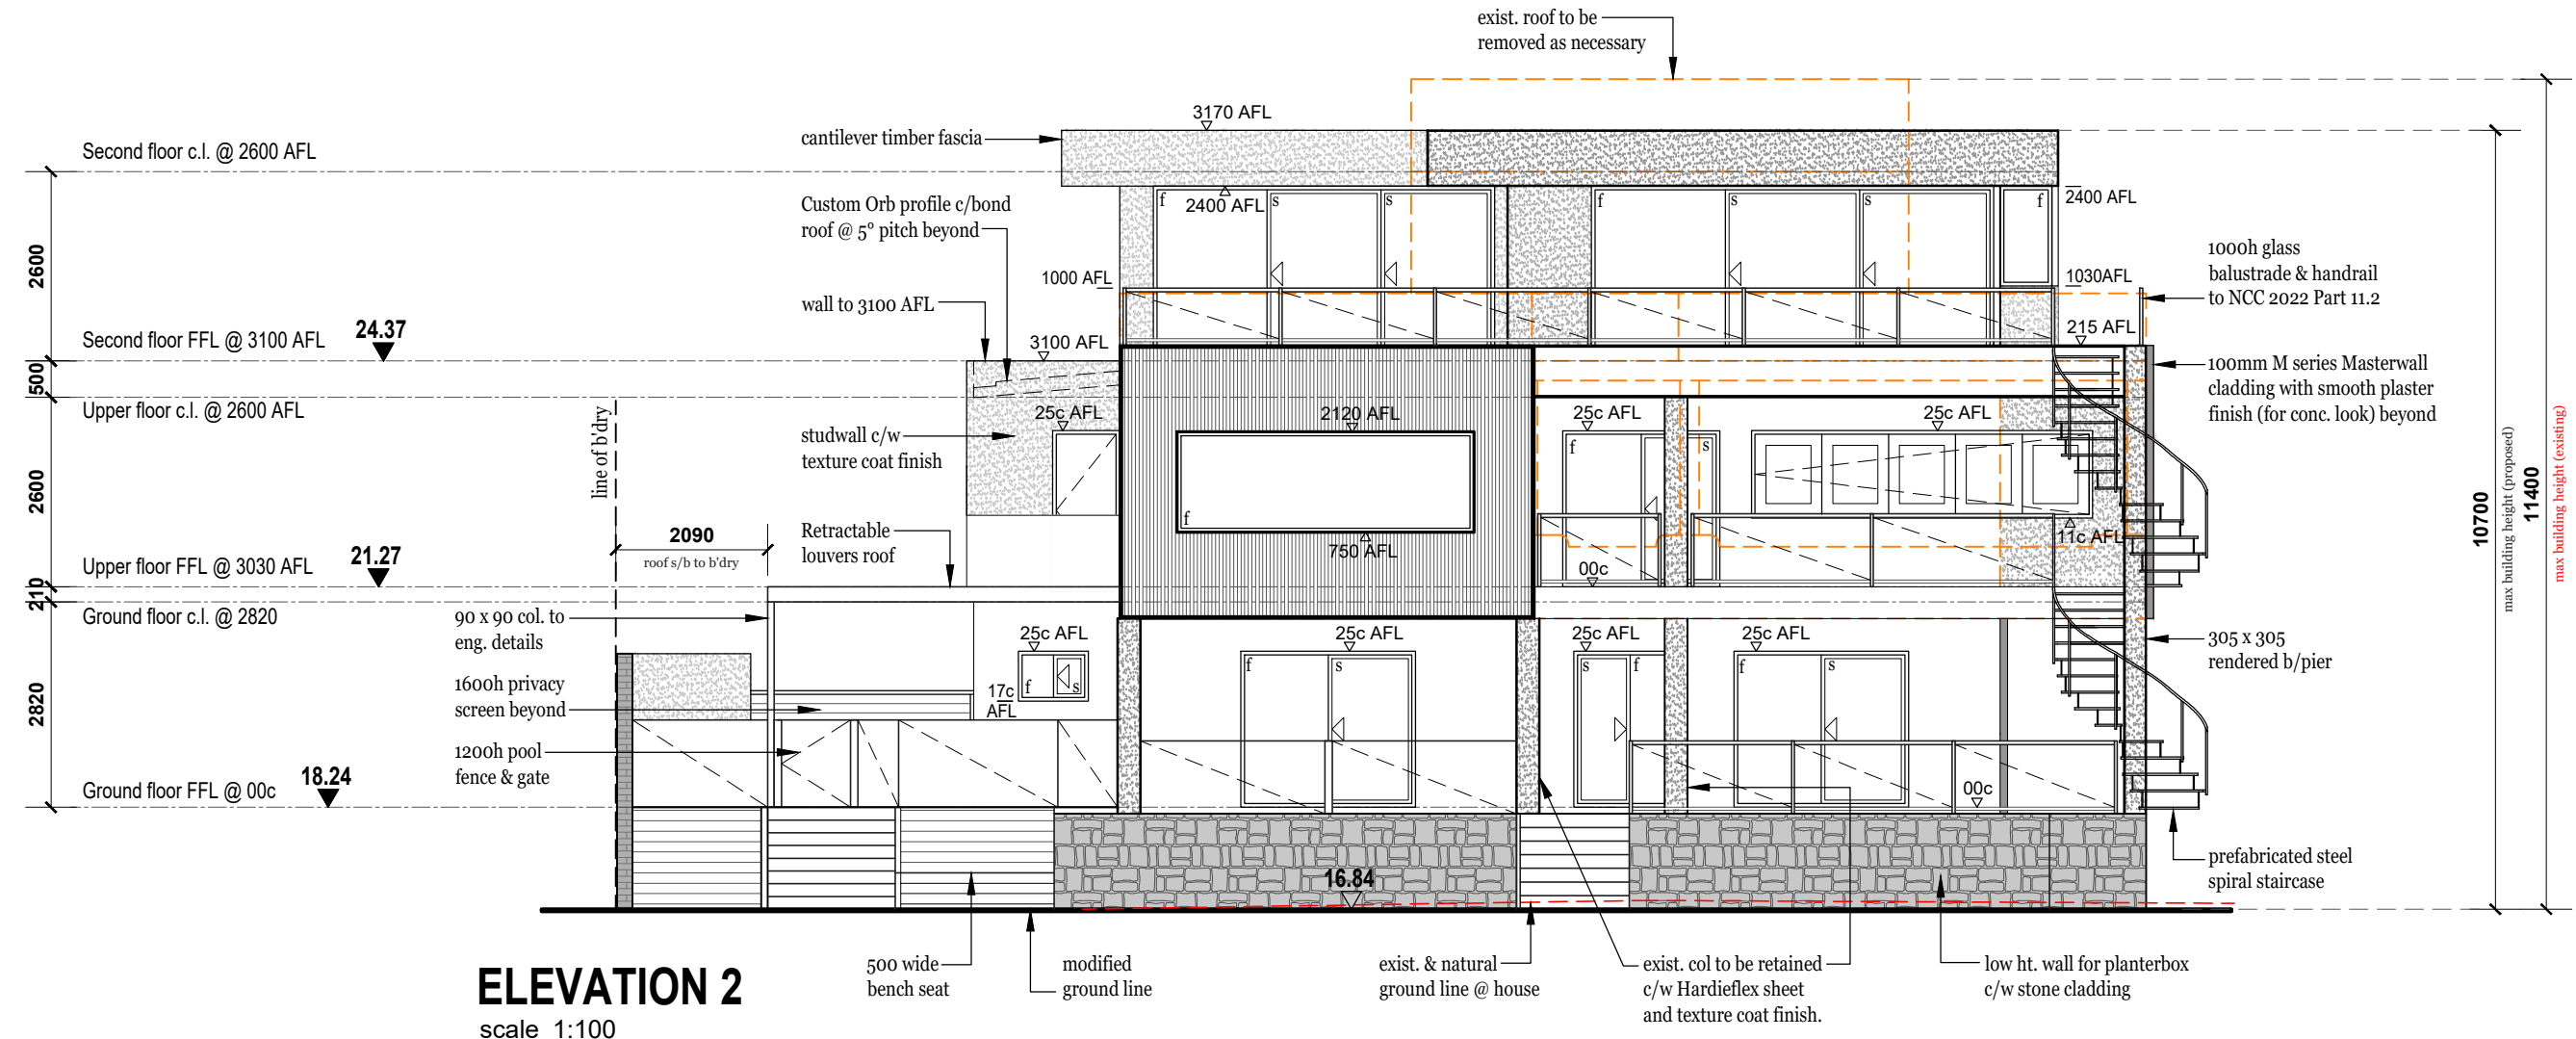 exist. roof to be
removed as necessary
3170 AFL
cantilever timber fascia
Second floor c.l. @ 2600 AFL
f
2400 AFL
s
s
f
s
s
f
2400 AFL
Custom Orb profile c/bond
roof @ 5° pitch beyond
2600
1000 AFL
1030AFL
1000h glass
balustrade & handrail
to NCC 2022 Part 11.2
wall to 3100 AFL
24.37
Second floor FFL @ 3100 AFL
3100 AFL
215 AFL
500
100mm M series Masterwall
cladding with smooth plaster
finish (for conc. look) beyond
Upper floor c.l. @ 2600 AFL
line of b'dry
25c AFL
2120 AFL
25c AFL
25c AFL
studwall c/w
texture coat finish
f
s
2600
f
2090
roof s/b to b'dry
Retractable
louvers roof
750 AFL
11c AFL
00c
Upper floor FFL @ 3030 AFL
21.27
210
Ground floor c.l. @ 2820
90 x 90 col. to
eng. details
25c AFL
25c AFL
25c AFL
25c AFL
305 x 305
rendered b/pier
f
s
f
s
s
f
f
s
17c
AFL
1600h privacy
screen beyond
2820
1200h pool
fence & gate
Ground floor FFL @ 00c
18.24
00c
16.84
prefabricated steel
spiral staircase
10700
max building height (proposed)
11400
max building height (existing)
500 wide
bench seat
modified
ground line
exist. & natural
ground line @ house
exist. col to be retained
c/w Hardieflex sheet
and texture coat finish.
low ht. wall for planterbox
c/w stone cladding
ELEVATION 2
scale 1:100